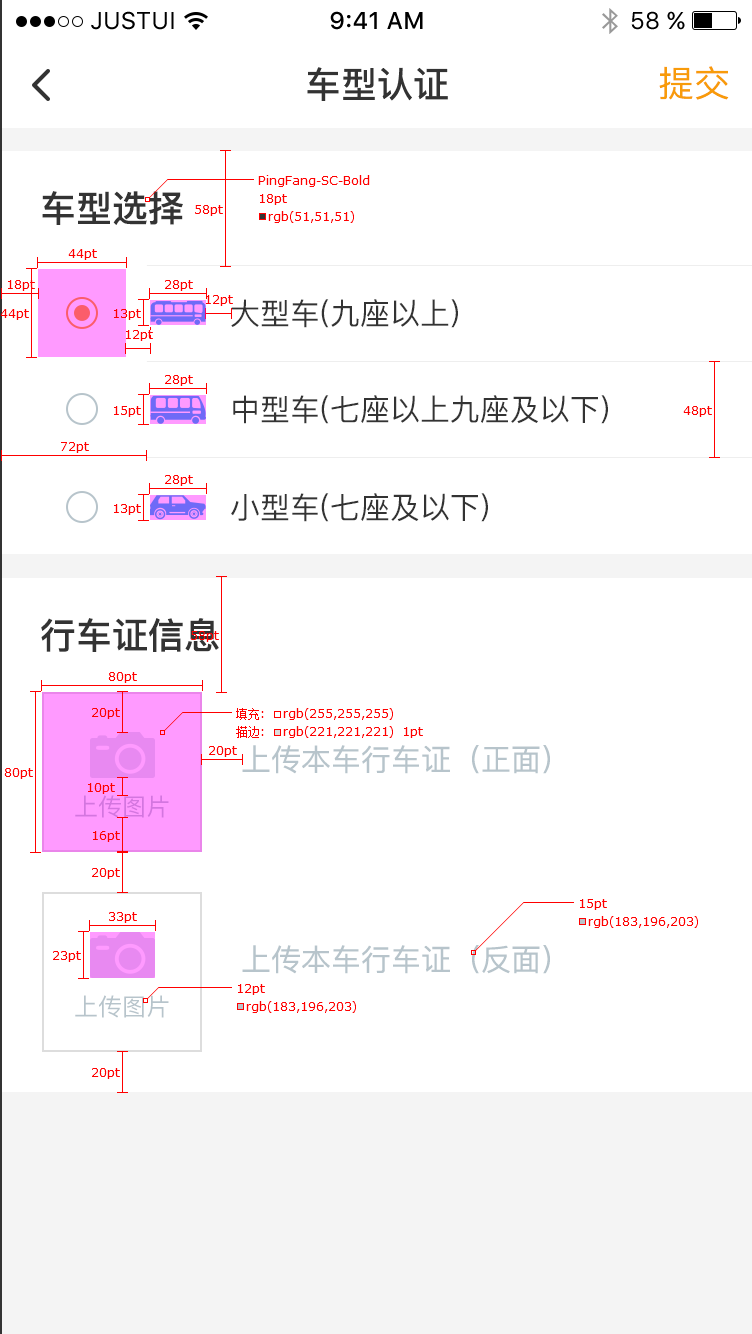 JUSTUI 9:41 AM 58 %
车型认证 提交
PingFang-SC-Bold
18pt
rgb(51,51,51)
车型选择 58pt
44pt
18pt 44pt 28pt 12pt 13pt 12pt 大型车(九座以上)
28pt
15pt 中型车(七座以上九座及以下) 48pt
72pt
28pt
13pt 小型车(七座及以下)
行车证信息
80pt
20pt 填充: rgb(255,255,255)
描边: rgb(221,221,221) 1pt
80pt 20pt 上传本车行车证（正面）
10pt
上传图片
16pt
20pt
15pt
rgb(183,196,203)
33pt
23pt 上传本车行车证（反面）
12pt
上传图片 rgb(183,196,203)
20pt